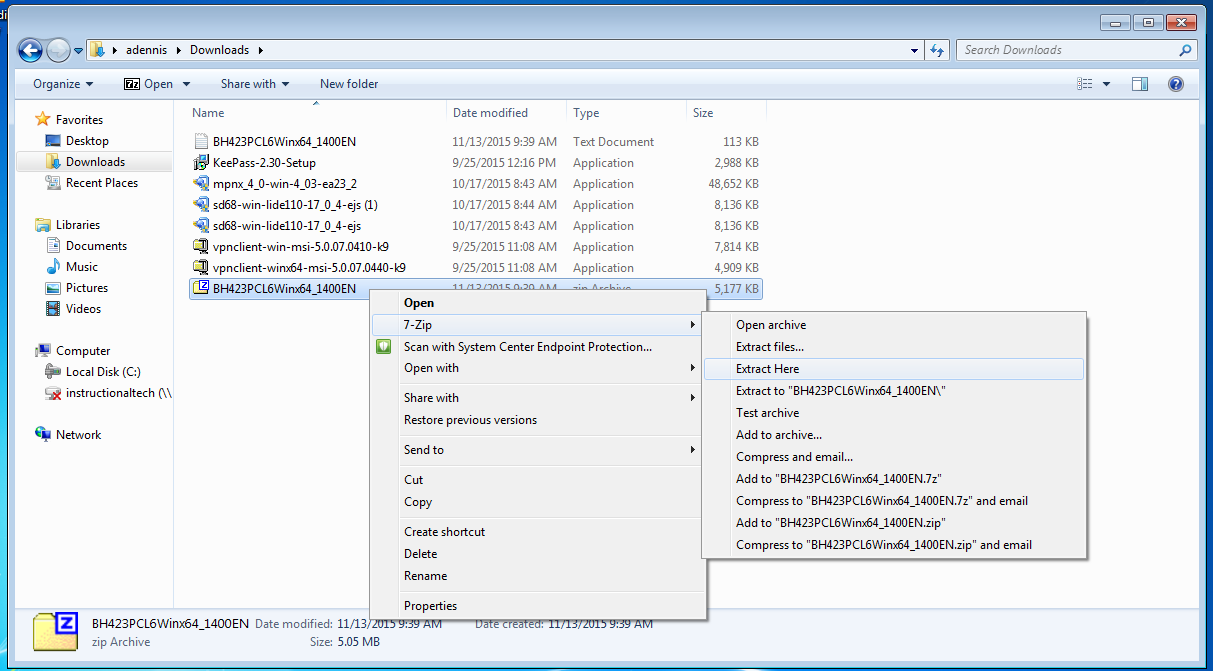 adennis Downloads
Search Downloads
Organize 7z Open Share with New folder
Name Date modified Type Size
Favorites
Desktop
Downloads
Recent Places
Libraries
Documents
Music
Pictures
Videos
Computer
Local Disk (C:)
instructionaltech (\\
Network
BH423PCL6Winx64_1400EN 11/13/2015 9:39 AM Text Document 113 KB
KeePass-2.30-Setup 9/25/2015 12:16 PM Application 2,988 KB
mpnx_4_0-win-4_03-ea23_2 10/17/2015 8:43 AM Application 48,652 KB
sd68-win-lide110-17_0_4-ejs (1) 10/17/2015 8:44 AM Application 8,136 KB
sd68-win-lide110-17_0_4-ejs 10/17/2015 8:43 AM Application 8,136 KB
vpnclient-win-msi-5.0.07.0410-k9 9/25/2015 11:08 AM Application 7,814 KB
vpnclient-winx64-msi-5.0.07.0440-k9 9/25/2015 11:08 AM Application 4,909 KB
BH423PCL6Winx64_1400EN 11/13/2015 9:39 AM zip Archive 5,177 KB
Open
7-Zip
Scan with System Center Endpoint Protection...
Open with
Share with
Restore previous versions
Send to
Cut
Copy
Create shortcut
Delete
Rename
Properties
Open archive
Extract files...
Extract Here
Extract to "BH423PCL6Winx64_1400EN\"
Test archive
Add to archive...
Compress and email...
Add to "BH423PCL6Winx64_1400EN.7z"
Compress to "BH423PCL6Winx64_1400EN.7z" and email
Add to "BH423PCL6Winx64_1400EN.zip"
Compress to "BH423PCL6Winx64_1400EN.zip" and email
BH423PCL6Winx64_1400EN Date modified: 11/13/2015 9:39 AM Date created: 11/13/2015 9:39 AM
zip Archive Size: 5.05 MB